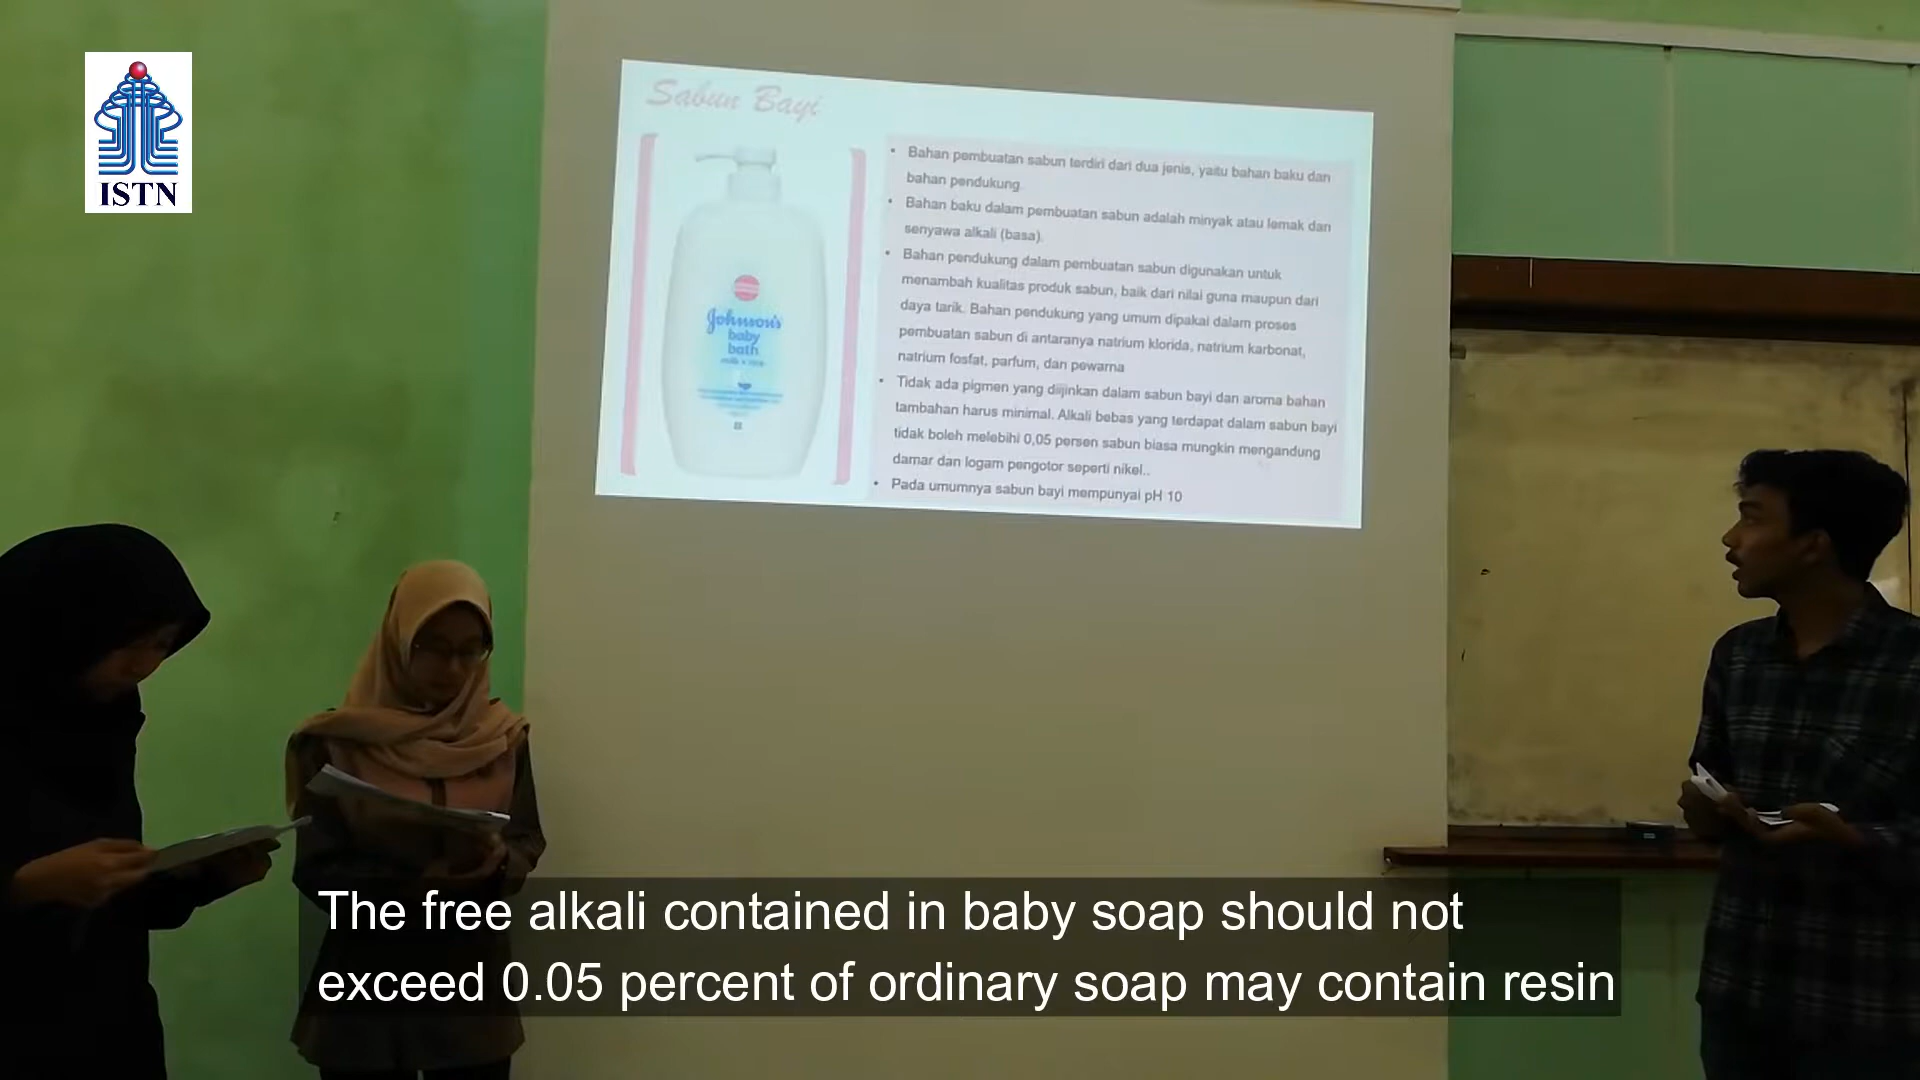 ISTN
Sabun Bayi
• Bahan pembuatan sabun terdiri dari dua jenis, yaitu bahan baku dan
bahan pendukung.
• Bahan baku dalam pembuatan sabun adalah minyak atau lemak dan
senyawa alkali (basa).
• Bahan pendukung dalam pembuatan sabun digunakan untuk
menambah kualitas produk sabun, baik dari nilai guna maupun dari
daya tarik. Bahan pendukung yang umum dipakai dalam proses
pembuatan sabun di antaranya natrium klorida, natrium karbonat,
natrium fosfat, parfum, dan pewarna
• Tidak ada pigmen yang diijinkan dalam sabun bayi dan aroma bahan
tambahan harus minimal. Alkali bebas yang terdapat dalam sabun bayi
tidak boleh melebihi 0,05 persen sabun biasa mungkin mengandung
damar dan logam pengotor seperti nikel..
• Pada umumnya sabun bayi mempunyai pH 10
Johnson's
baby
bath
The free alkali contained in baby soap should not
exceed 0.05 percent of ordinary soap may contain resin